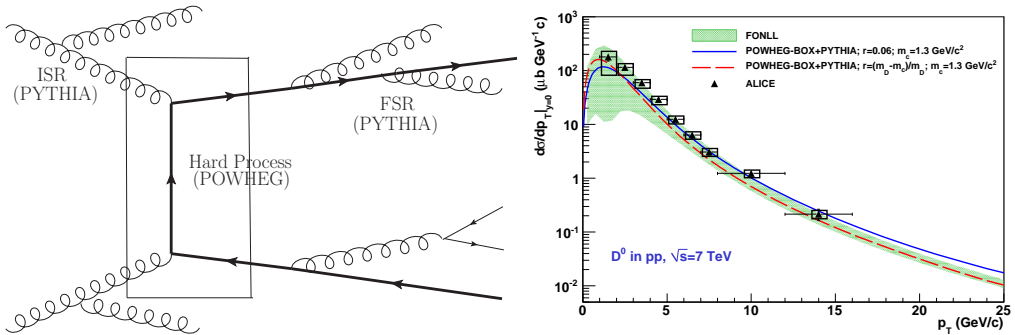 ISR
(PYTHIA)
FSR
(PYTHIA)
Hard Process
(POWHEG)
dσ/dp_T|_{y=0} (μb GeV⁻¹ c)
10³
10²
10
1
10⁻¹
10⁻²
FONLL
POWHEG-BOX+PYTHIA; r=0.06; m_c=1.3 GeV/c²
POWHEG-BOX+PYTHIA; r=(m_D-m_c)/m_D; m_c=1.3 GeV/c²
ALICE
D⁰ in pp, √s=7 TeV
0 5 10 15 20 25
p_T (GeV/c)